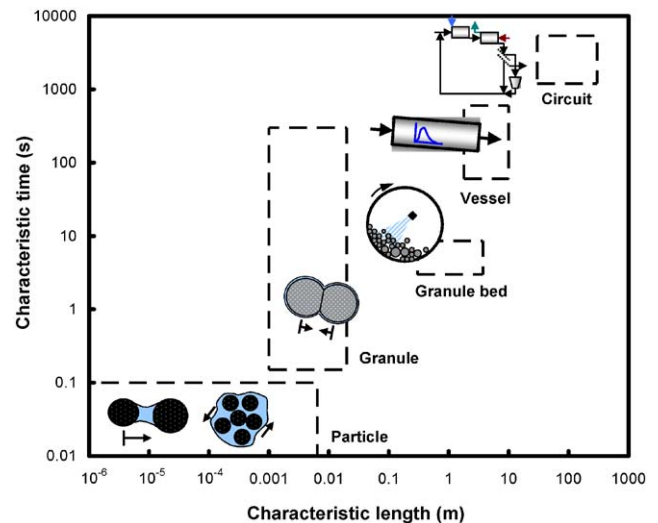 Characteristic time (s)
10000
1000
100
10
1
0.1
0.01
Circuit
Vessel
Granule bed
Granule
Particle
10⁻⁶
10⁻⁵
10⁻⁴
0.001
0.01
0.1
1
10
100
1000
Characteristic length (m)